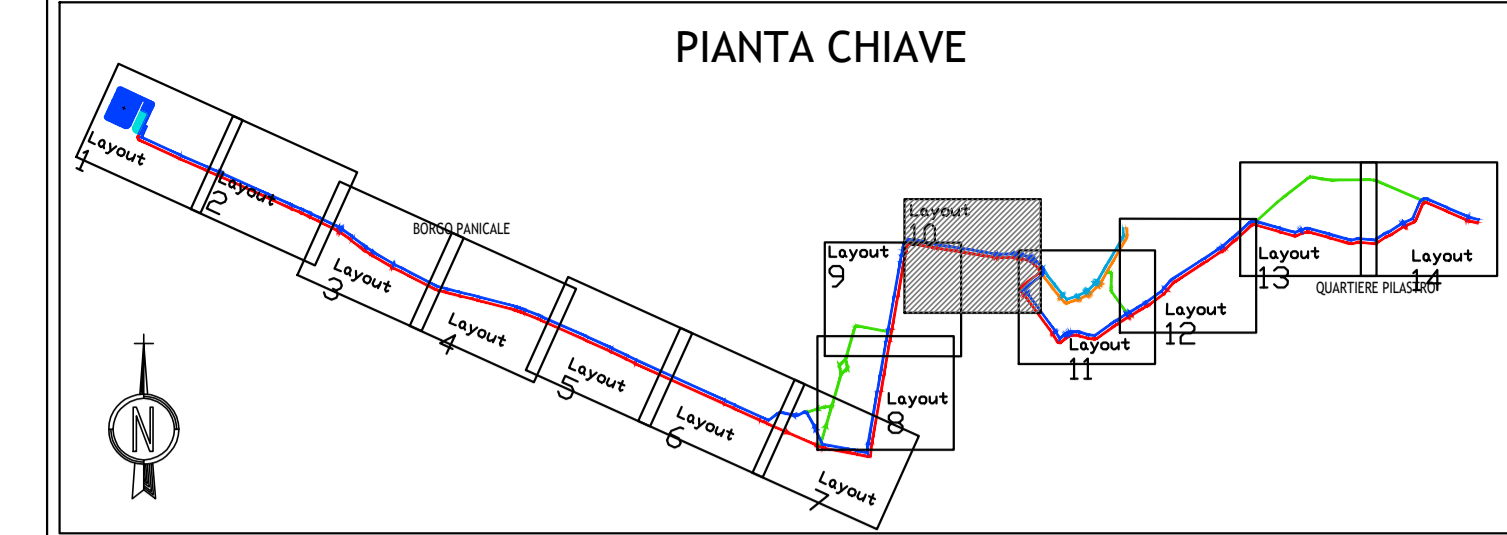 PIANTA CHIAVE
Layout
1
Layout
2
BORGO PANICALE
Layout
3
Layout
4
Layout
5
Layout
6
Layout
7
Layout
8
Layout
9
Layout
10
Layout
11
Layout
12
Layout
13
Layout
14
QUARTIERE PILASTRO
N